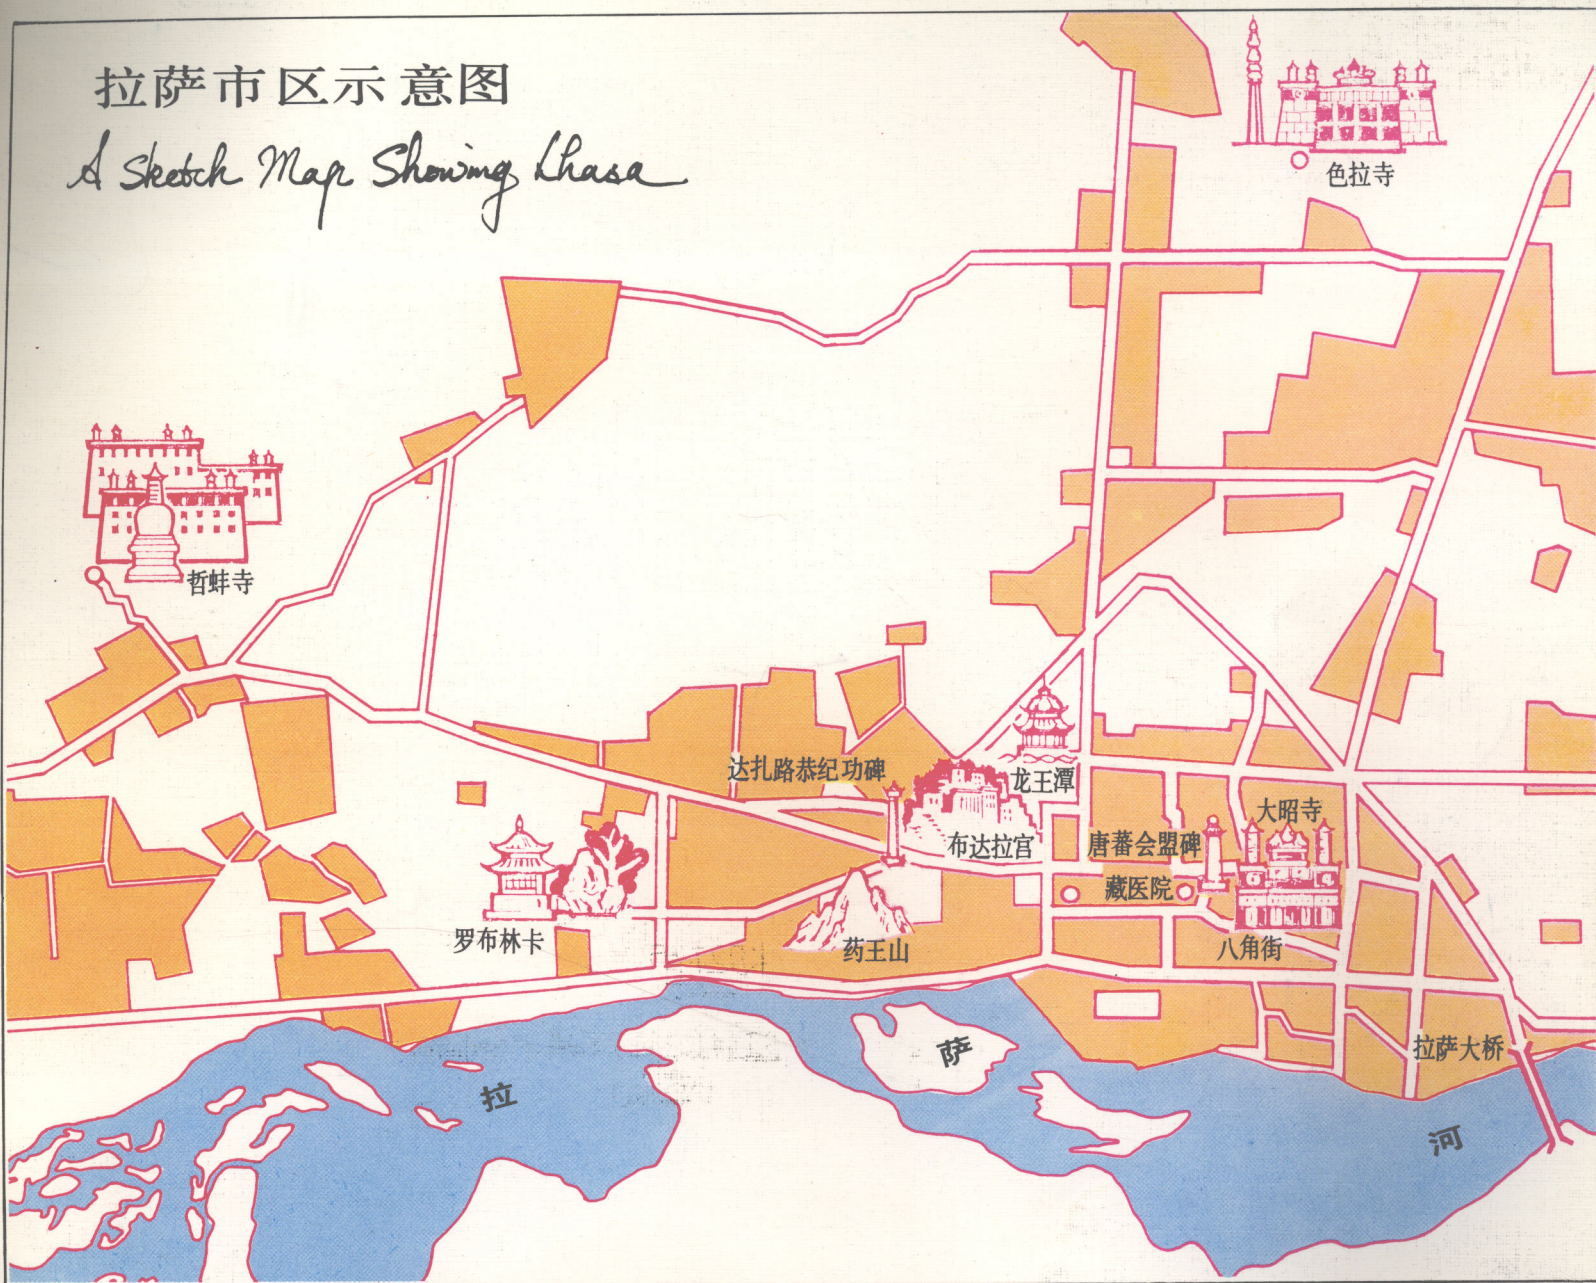 拉萨市区示意图
A Sketch Map Showing Lhasa
色拉寺
哲蚌寺
达扎路恭纪功碑
龙王潭
大昭寺
布达拉宫
唐蕃会盟碑
藏医院
罗布林卡
药王山
八角街
拉萨大桥
拉萨河